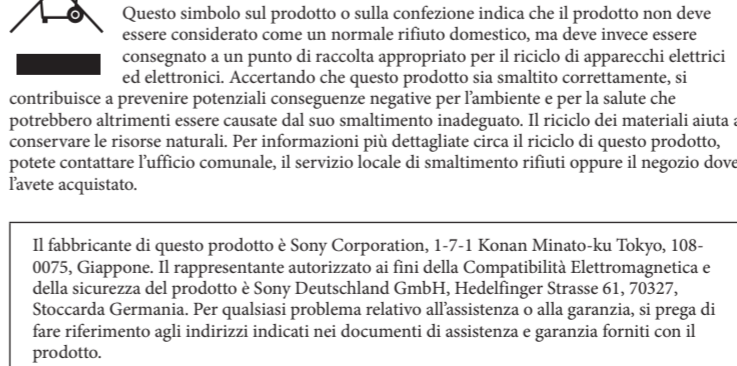 Questo simbolo sul prodotto o sulla confezione indica che il prodotto non deve
essere considerato come un normale rifiuto domestico, ma deve invece essere
consegnato a un punto di raccolta appropriato per il riciclo di apparecchi elettrici
ed elettronici. Accertando che questo prodotto sia smaltito correttamente, si
contribuisce a prevenire potenziali conseguenze negative per l’ambiente e per la salute che
potrebbero altrimenti essere causate dal suo smaltimento inadeguato. Il riciclo dei materiali aiuta a
conservare le risorse naturali. Per informazioni più dettagliate circa il riciclo di questo prodotto,
potete contattare l’ufficio comunale, il servizio locale di smaltimento rifiuti oppure il negozio dove
l’avete acquistato.
Il fabbricante di questo prodotto è Sony Corporation, 1-7-1 Konan Minato-ku Tokyo, 108-
0075, Giappone. Il rappresentante autorizzato ai fini della Compatibilità Elettromagnetica e
della sicurezza del prodotto è Sony Deutschland GmbH, Hedelfinger Strasse 61, 70327,
Stoccarda Germania. Per qualsiasi problema relativo all’assistenza o alla garanzia, si prega di
fare riferimento agli indirizzi indicati nei documenti di assistenza e garanzia forniti con il
prodotto.